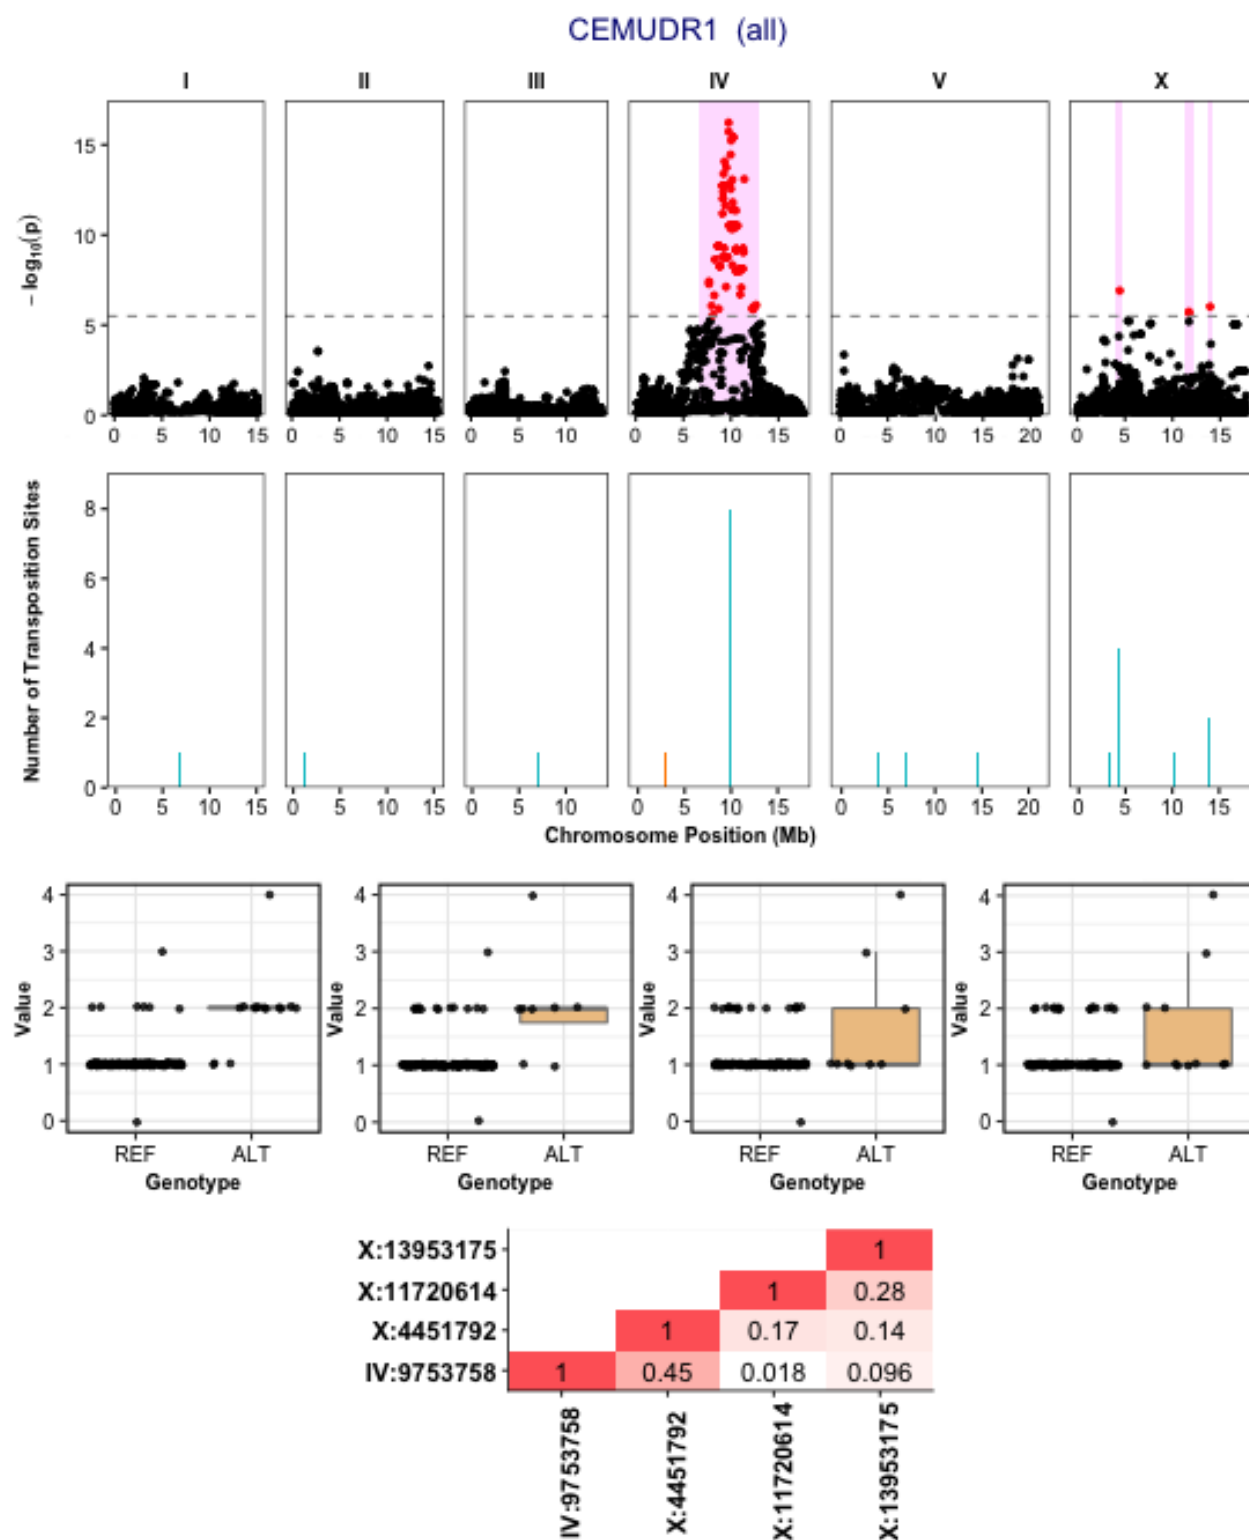 CEMUDR1 (all)
I II III IV V X
− log10(p)
15
10
5
0
0 5 10 15 0 5 10 15 0 5 10 0 5 10 15 0 5 10 15 20 0 5 10 15
Number of Transposition Sites
8
6
4
2
0
0 5 10 15 0 5 10 15 0 5 10 0 5 10 15 0 5 10 15 20 0 5 10 15
Chromosome Position (Mb)
Value
4
3
2
1
0
REF ALT
Genotype
Value
4
3
2
1
0
REF ALT
Genotype
Value
4
3
2
1
0
REF ALT
Genotype
Value
4
3
2
1
0
REF ALT
Genotype
X:13953175 1
X:11720614 1 0.28
X:4451792 1 0.17 0.14
IV:9753758 1 0.45 0.018 0.096
IV:9753758
X:4451792
X:11720614
X:13953175